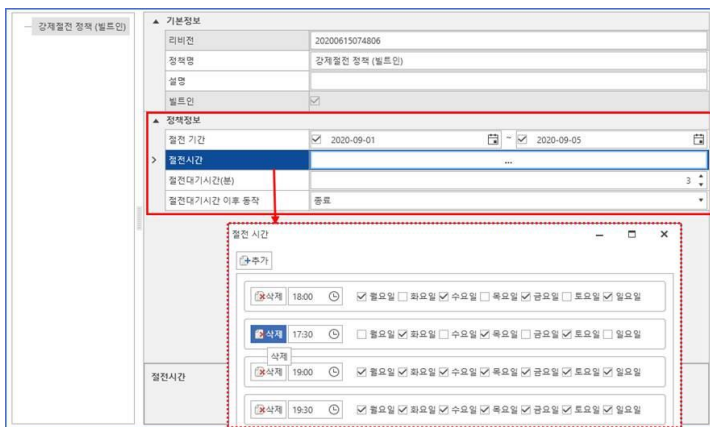 강제절전 정책 (빌트인)
기본정보
리비전 20200615074806
정책명 강제절전 정책 (빌트인)
설명
빌트인
정책정보
절전 기간 2020-09-01 ~ 2020-09-05
절전시간 ...
절전대기시간(분) 3
절전대기시간 이후 동작 종료
절전 시간
추가
삭제 18:00 월요일 화요일 수요일 목요일 금요일 토요일 일요일
삭제 17:30 월요일 화요일 수요일 목요일 금요일 토요일 일요일
삭제
삭제 19:00 월요일 화요일 수요일 목요일 금요일 토요일 일요일
절전시간
삭제 19:30 월요일 화요일 수요일 목요일 금요일 토요일 일요일